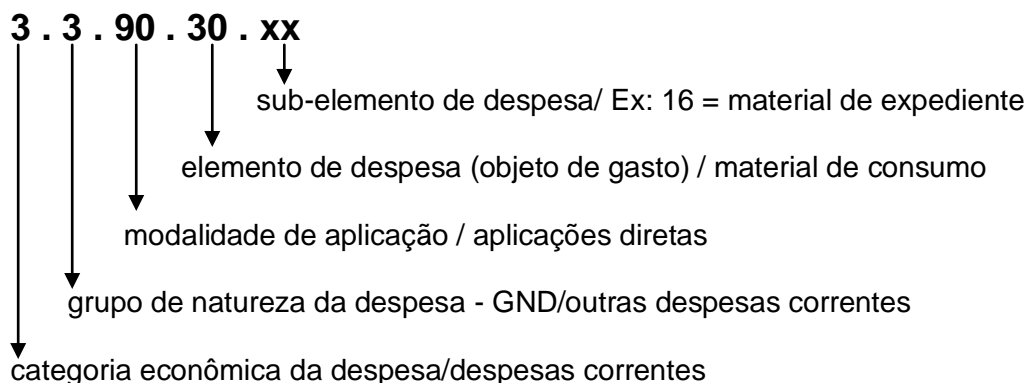 3 . 3 . 90 . 30 . xx
sub-elemento de despesa/ Ex: 16 = material de expediente
elemento de despesa (objeto de gasto) / material de consumo
modalidade de aplicação / aplicações diretas
grupo de natureza da despesa - GND/outras despesas correntes
categoria econômica da despesa/despesas correntes